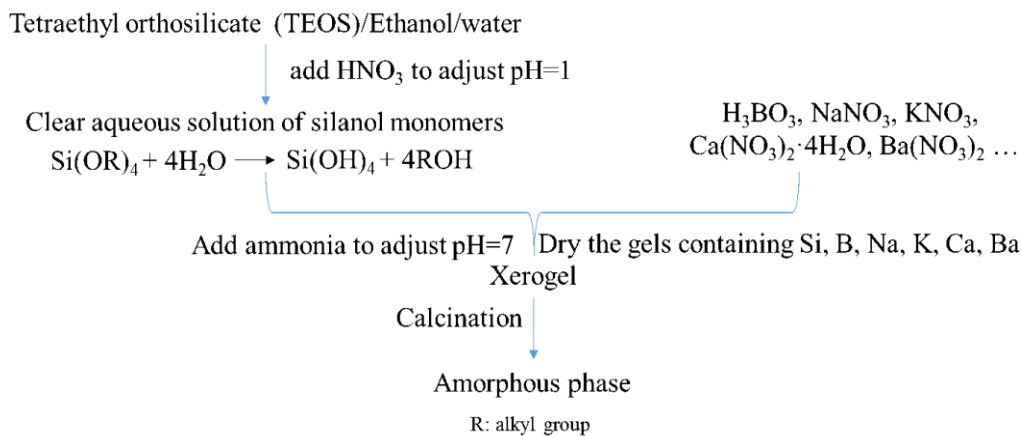 Tetraethyl orthosilicate (TEOS)/Ethanol/water
add HNO₃ to adjust pH=1
Clear aqueous solution of silanol monomers
Si(OR)₄ + 4H₂O ⟶ Si(OH)₄ + 4ROH
H₃BO₃, NaNO₃, KNO₃,
Ca(NO₃)₂·4H₂O, Ba(NO₃)₂ …
Add ammonia to adjust pH=7
Dry the gels containing Si, B, Na, K, Ca, Ba
Xerogel
Calcination
Amorphous phase
R: alkyl group